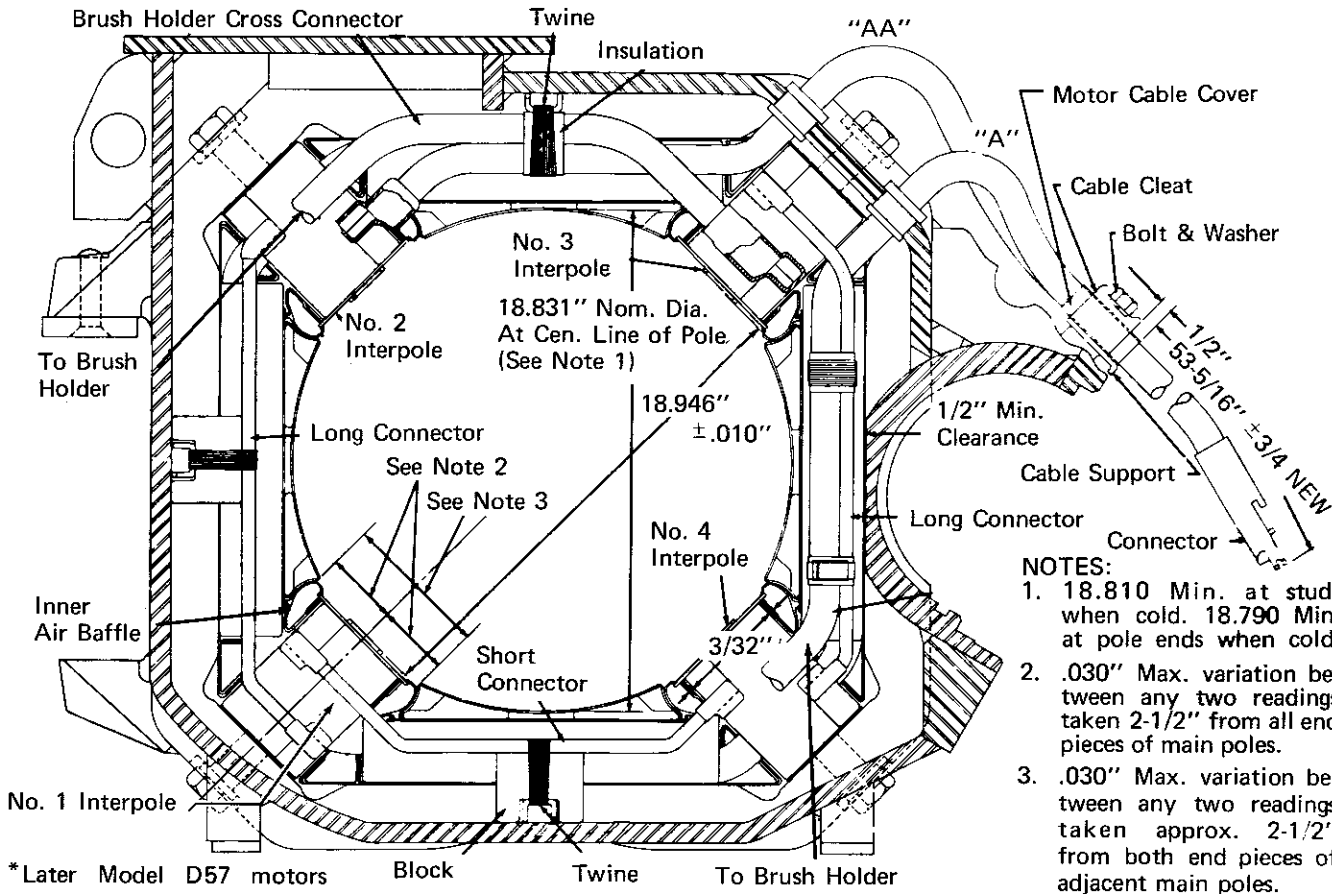 Brush Holder Cross Connector
Twine
Insulation
"AA"
Motor Cable Cover
"A"
Cable Cleat
Bolt & Washer
No. 3
Interpole
18.831" Nom. Dia.
At Cen. Line of Pole
(See Note 1)
No. 2
Interpole
To Brush
Holder
1/2"
53-5/16" ±3/4 NEW
18.946"
±.010"
1/2" Min.
Clearance
Long Connector
See Note 2
See Note 3
Cable Support
Long Connector
Connector
No. 4
Interpole
Inner
Air Baffle
3/32"
Short
Connector
No. 1 Interpole
Block
Twine
To Brush Holder
*Later Model D57 motors
NOTES:
1. 18.810 Min. at stud
when cold. 18.790 Min
at pole ends when cold
2. .030" Max. variation be
tween any two readings
taken 2-1/2" from all end
pieces of main poles.
3. .030" Max. variation be
tween any two readings
taken approx. 2-1/2"
from both end pieces of
adjacent main poles.